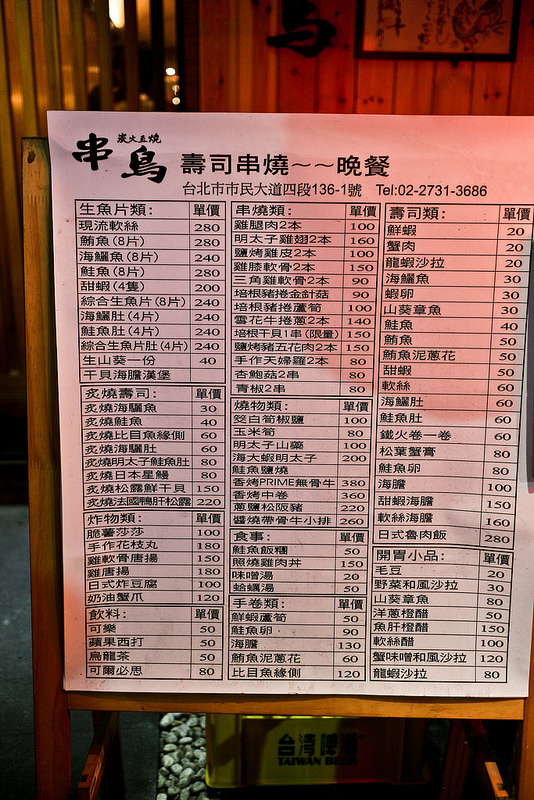 串鳥 炭火豆燒
壽司串燒~~晚餐
台北市市民大道四段136-1號 Tel:02-2731-3686
生魚片類: 單價
現流軟絲 280
鮪魚(8片) 280
海鱺魚(8片) 240
鮭魚(8片) 280
甜蝦(4隻) 200
綜合生魚片(8片) 240
海鱺肚(4片) 240
鮭魚肚(4片) 240
綜合生魚片肚(4片) 240
生山葵一份 40
干貝海膽漢堡
炙燒壽司: 單價
炙燒海鱺魚 30
炙燒鮭魚 40
炙燒比目魚緣側 60
炙燒海鱺肚 60
炙燒明太子鮭魚肚 80
炙燒日本星鰻 80
炙燒松露鮮干貝 150
炙燒法國鴨肝松露 220
炸物類: 單價
脆薯莎莎 100
手作花枝丸 180
雞軟骨唐揚 150
雞唐揚 180
日式炸豆腐 100
奶油蟹爪 120
飲料: 單價
可樂 50
蘋果西打 50
烏龍茶 50
可爾必思 80
串燒類: 單價
雞腿肉2本 100
明太子雞翅2本 160
鹽烤雞皮2本 100
雞膝軟骨2本 150
三角雞軟骨2本 90
培根豬捲金針菇 90
培根豬捲蘆筍 100
雪花牛捲蔥2本 140
培根干貝1串(限量) 150
鹽烤豬五花肉2本 150
手作天婦羅2本 80
杏鮑菇2串 80
青椒2串 80
燒物類: 單價
茭白筍椒鹽 100
玉米筍 80
明太子山藥 100
海大蝦明太子 200
鮭魚鹽燒
香烤PRIME無骨牛 380
香烤中卷 360
蔥鹽松阪豬 220
醬燒帶骨牛小排 260
食事: 單價
鮭魚飯糰 50
照燒雞肉丼 150
味噌湯 20
蛤蠣湯 50
手卷類: 單價
鮮蝦蘆筍 50
鮭魚卵 90
海膽 130
鮪魚泥蔥花 60
比目魚緣側 120
壽司類: 單價
鮮蝦 20
蟹肉 20
龍蝦沙拉 20
海鱺魚 30
蝦卵 30
山葵章魚 30
鮭魚 40
鮪魚 50
鮪魚泥蔥花 50
甜蝦 50
軟絲 60
海鱺肚 60
鮭魚肚 60
鐵火卷一卷 60
松葉蟹膏 80
鮭魚卵 80
海膽 100
甜蝦海膽 150
軟絲海膽 160
日式魯肉飯 280
開胃小品: 單價
毛豆 20
野菜和風沙拉 30
山葵章魚 80
洋蔥橙醋 50
魚肝橙醋 150
軟絲醋 100
蟹味噌和風沙拉 120
龍蝦沙拉 80
台灣啤酒
TAIWAN BEER